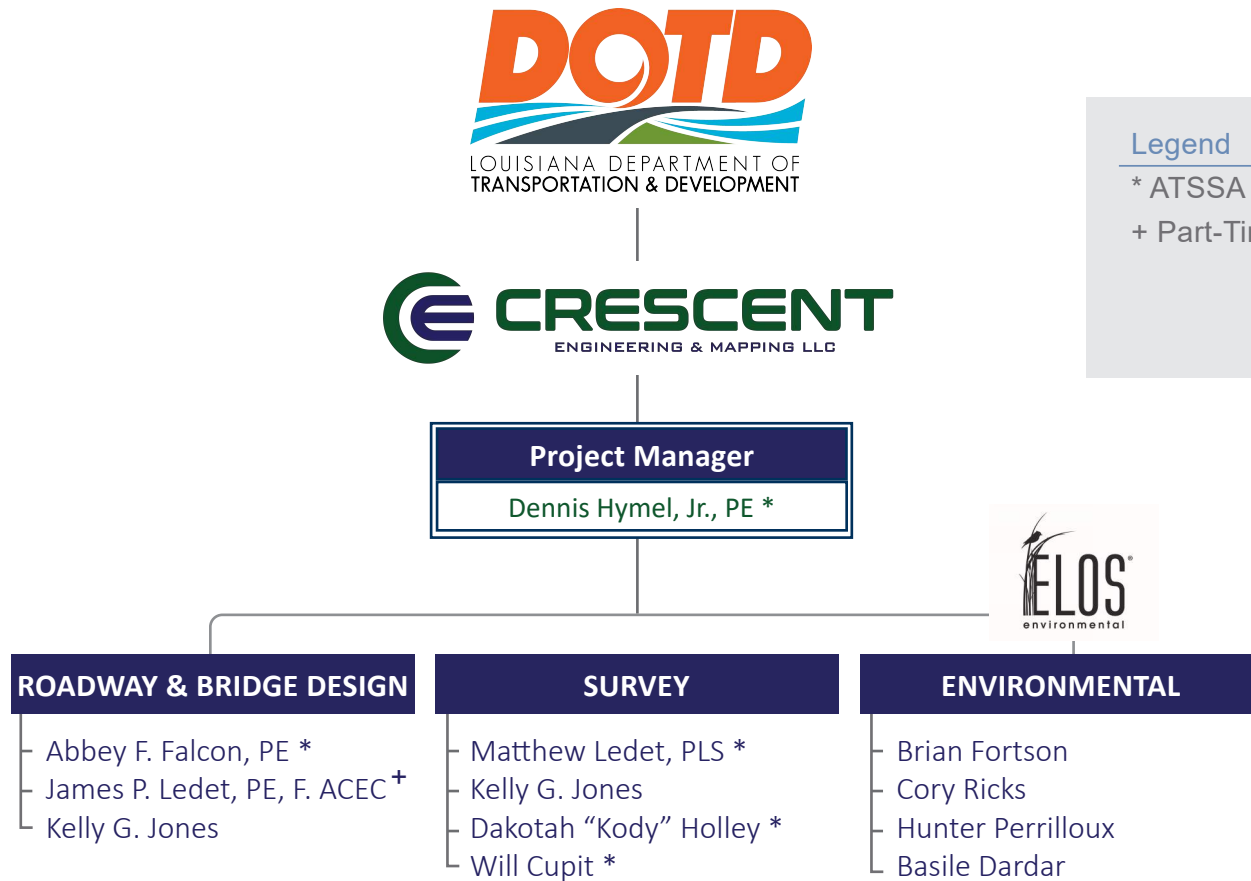 DOTD
LOUISIANA DEPARTMENT OF
TRANSPORTATION & DEVELOPMENT
Legend
* ATSSA
+
CE CRESCENT
ENGINEERING & MAPPING LLC
Project Manager
Dennis Hymel, Jr., PE *
ELOS®
environmental
ROADWAY & BRIDGE DESIGN
Abbey F. Falcon, PE *
James P. Ledet, PE, F. ACEC +
Kelly G. Jones
SURVEY
Matthew Ledet, PLS *
Kelly G. Jones
Dakotah “Kody” Holley *
Will Cupit *
ENVIRONMENTAL
Brian Fortson
Cory Ricks
Hunter Perrilloux
Basile Dardar